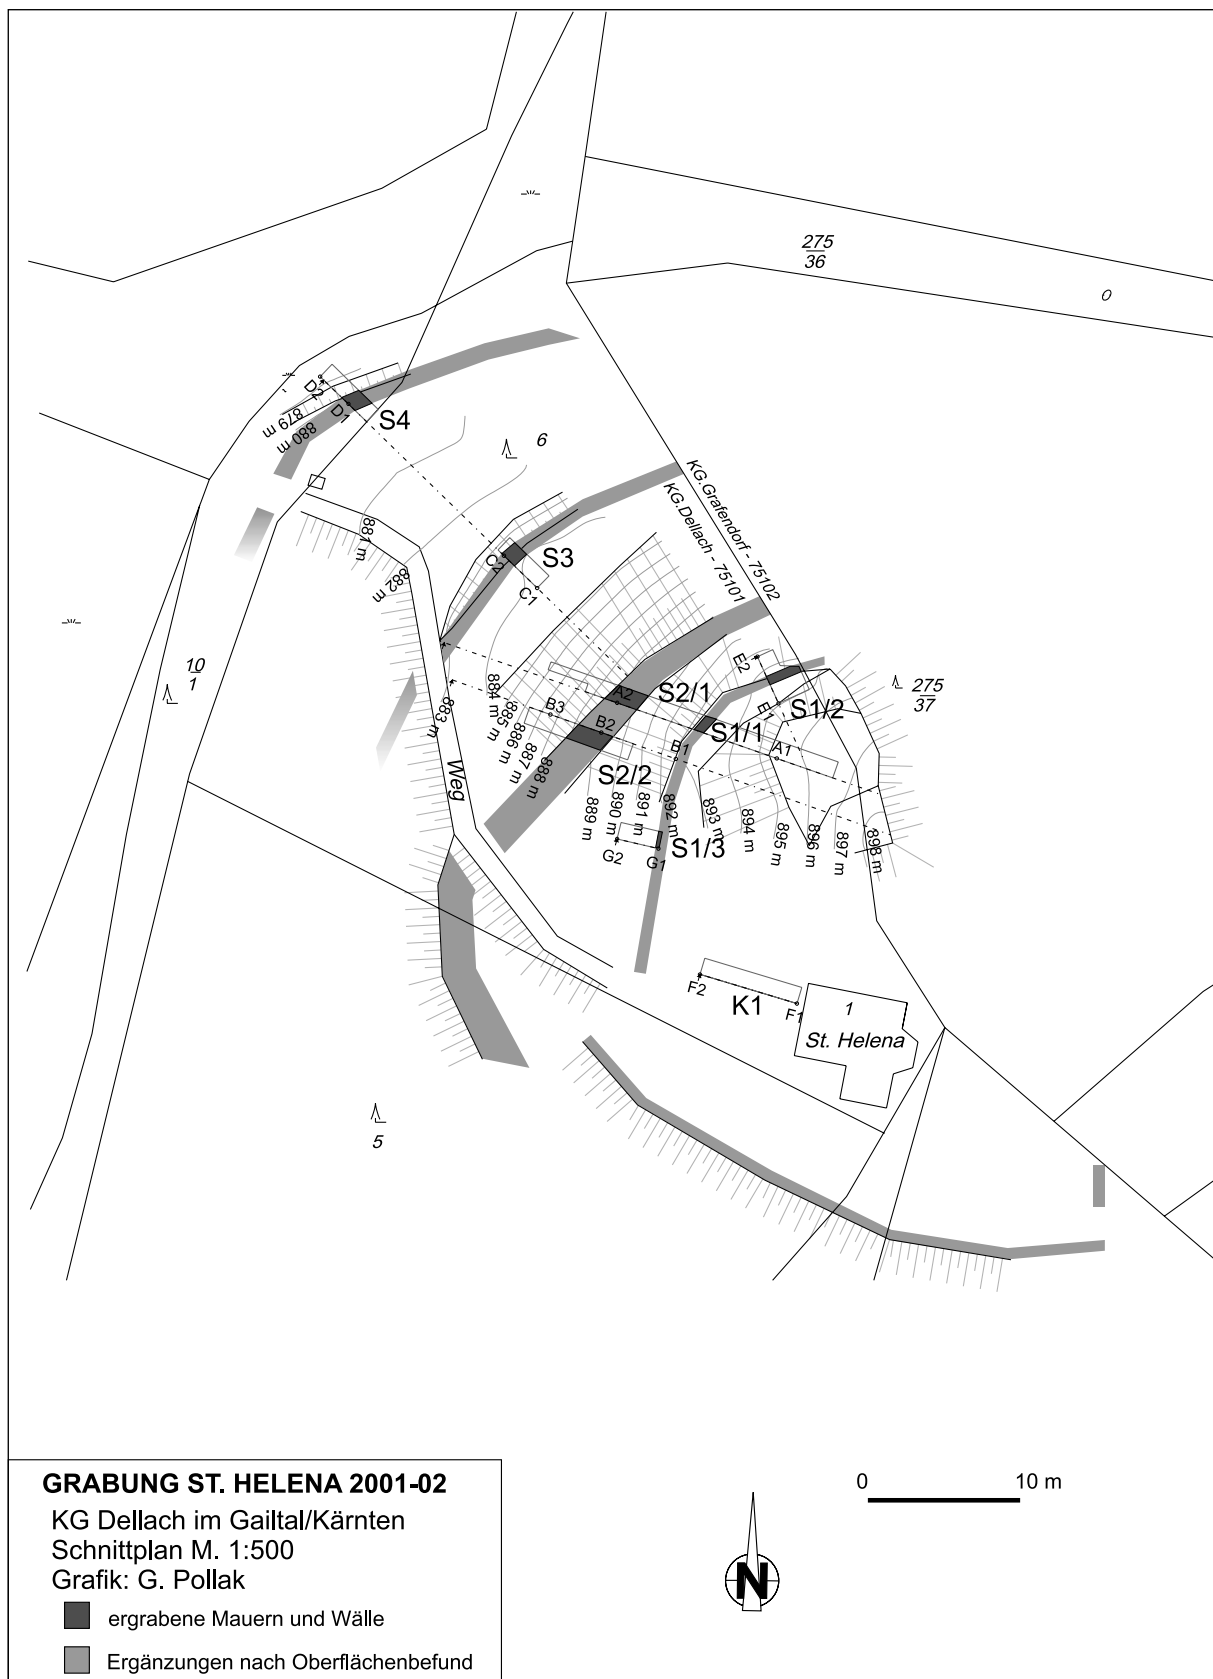 275
36
0
D2
D1
S4
879 m
880 m
6
KG.Grafendorf - 75102
KG.Dellach - 75101
881 m
882 m
C2
S3
C1
E2
10
1
883 m
884 m
885 m
886 m
887 m
888 m
A2
S2/1
B3
B2
E1
S1/2
275
37
S1/1
B1
A1
S2/2
Weg
889 m
890 m
891 m
892 m
893 m
894 m
895 m
896 m
897 m
898 m
G2
G1
S1/3
F2
K1
F1
1
St. Helena
5
GRABUNG ST. HELENA 2001-02
KG Dellach im Gailtal/Kärnten
Schnittplan M. 1:500
Grafik: G. Pollak
ergrabene Mauern und Wälle
Ergänzungen nach Oberflächenbefund
0 10 m
N